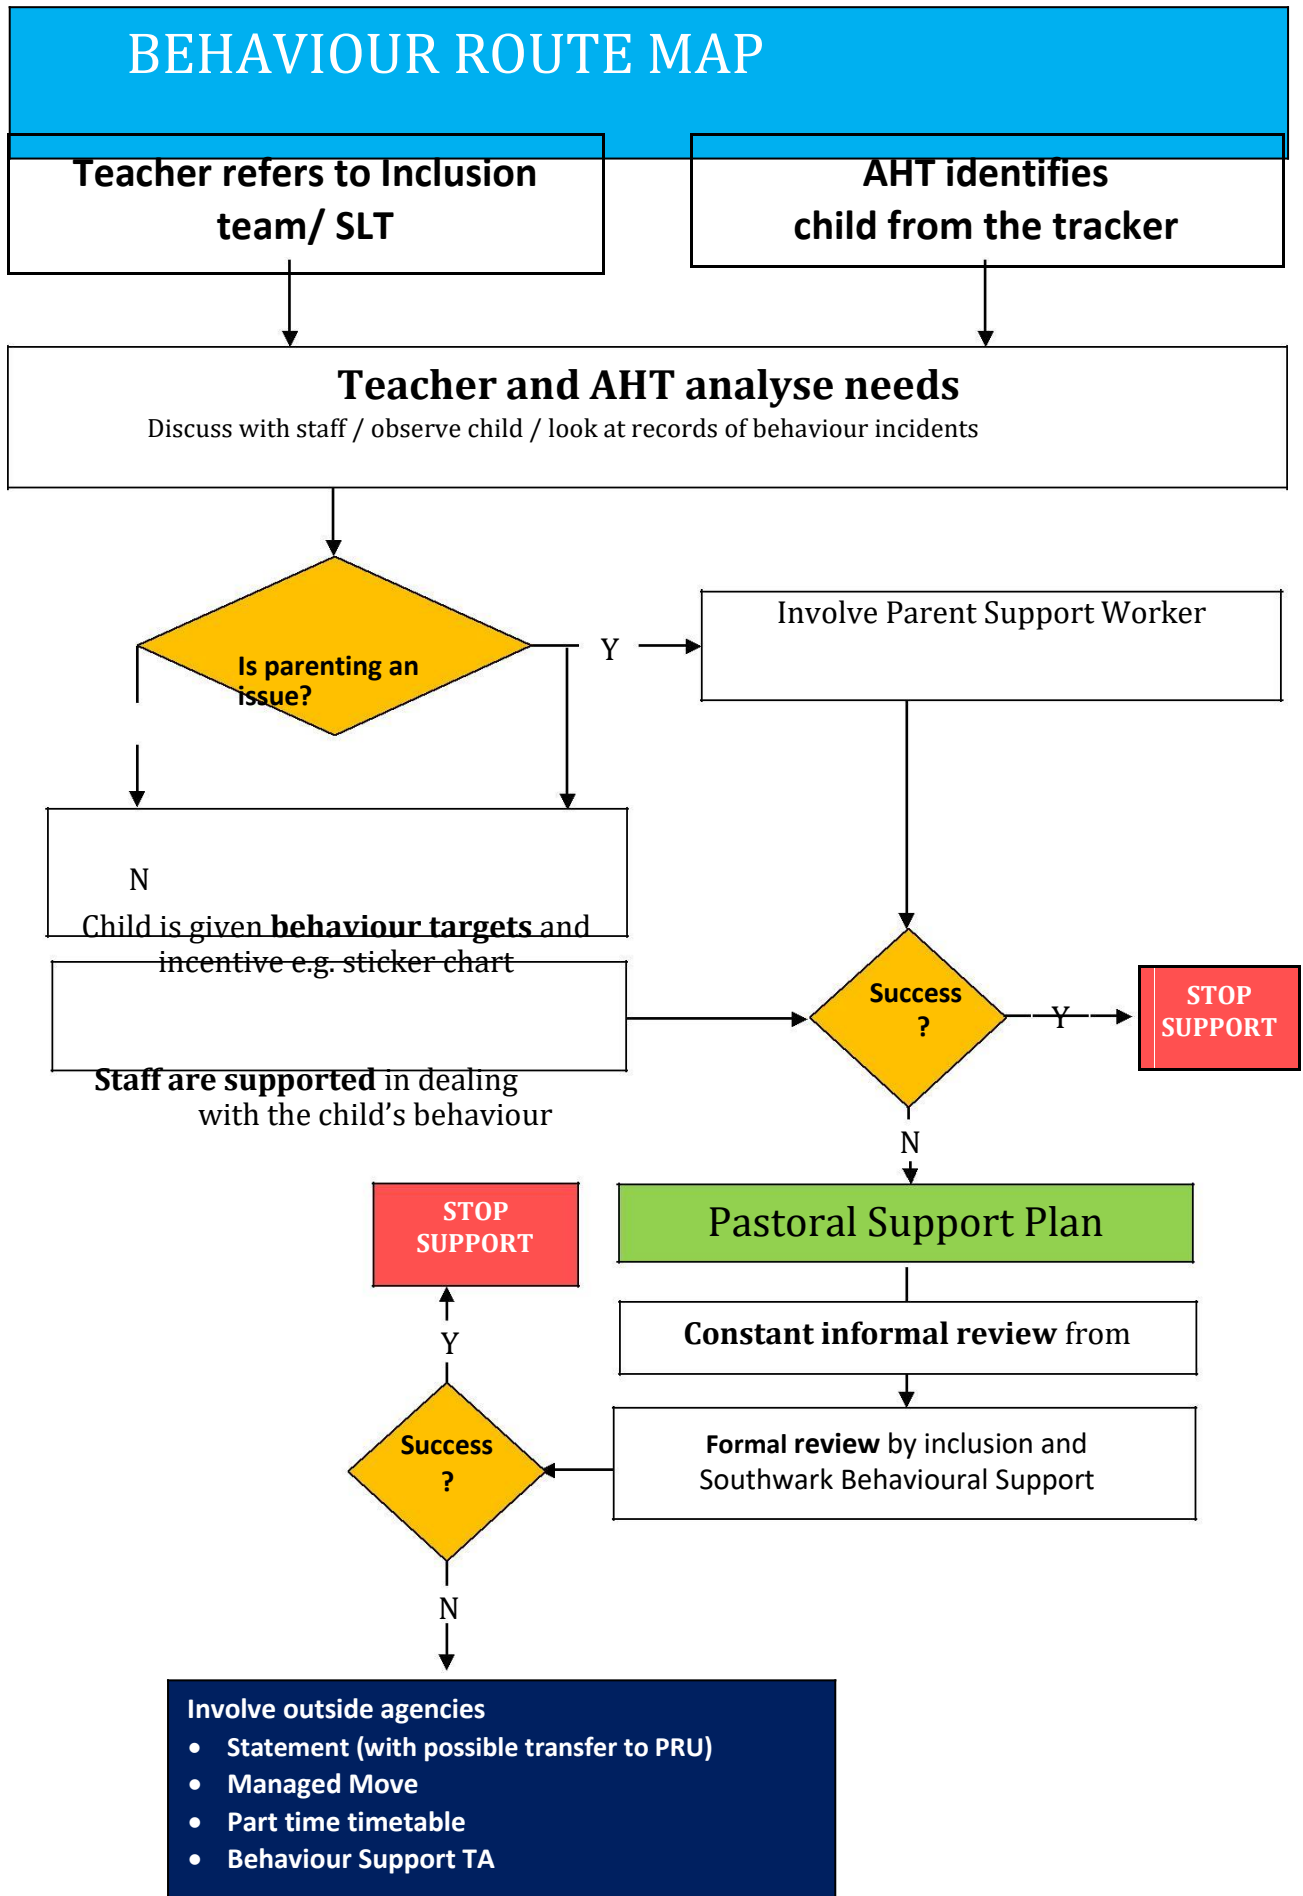 BEHAVIOUR ROUTE MAP
Teacher refers to Inclusion
team/ SLT
AHT identifies
child from the tracker
Teacher and AHT analyse needs
Discuss with staff / observe child / look at records of behaviour incidents
Is parenting an
issue?
Y
Involve Parent Support Worker
N
Child is given behaviour targets and
incentive e.g. sticker chart
Staff are supported in dealing
with the child’s behaviour
Success
?
Y
STOP
SUPPORT
N
Pastoral Support Plan
Constant informal review from
Formal review by inclusion and
Southwark Behavioural Support
Success
?
Y
STOP
SUPPORT
N
Involve outside agencies
• Statement (with possible transfer to PRU)
• Managed Move
• Part time timetable
• Behaviour Support TA